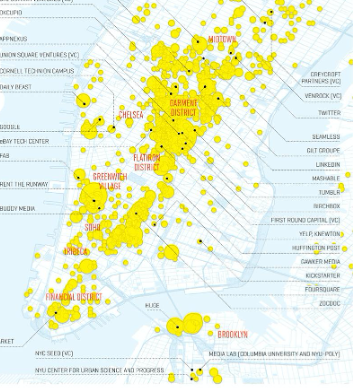 OKCUPID
APPNEXUS
UNION SQUARE VENTURES (VC)
CORNELL TECH NYC CAMPUS
DAILY BEAST
GOOGLE
eBAY TECH CENTER
FAB
RENT THE RUNWAY
BUDDY MEDIA
NYC SEED (VC)
NYU CENTER FOR URBAN SCIENCE AND PROGRESS
MIDTOWN
GARMENT
DISTRICT
CHELSEA
FLATIRON
DISTRICT
GREENWICH
VILLAGE
SOHO
TRIBECA
FINANCIAL DISTRICT
HUGE
BROOKLYN
PARTNERS (VC)
VENROCK (VC)
TWITTER
SEAMLESS
GILT GROUPE
LINKEDIN
MASHABLE
TUMBLR
BIRCHBOX
FIRST ROUND CAPITAL (VC)
YELP, KNEWTON
HUFFINGTON POST
GAWKER MEDIA
KICKSTARTER
FOURSQUARE
ZOCDOC
MEDIA LAB (COLUMBIA UNIVERSITY AND NYU POLY)